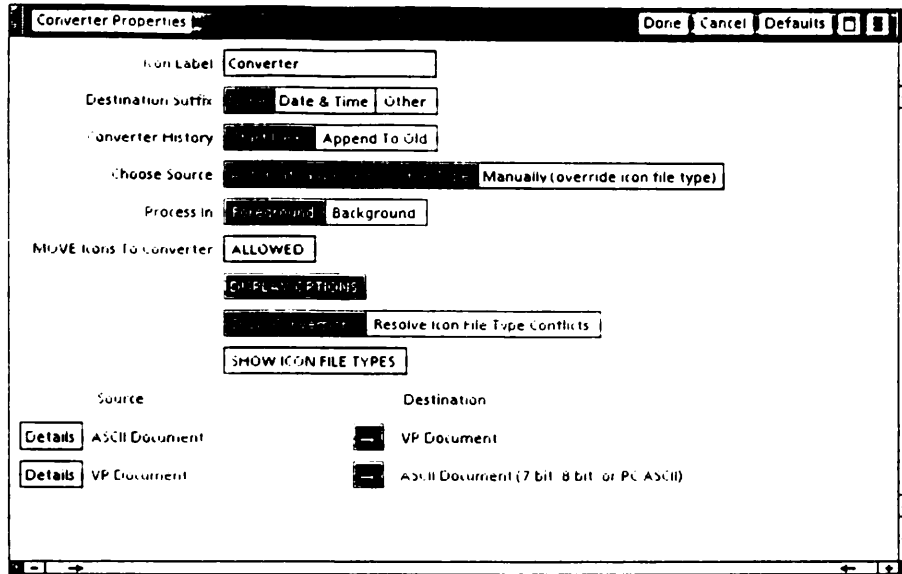 Converter Properties Done Cancel Defaults
Icon Label Converter
Destination Suffix Date & Time Other
Converter History Append To Old
Choose Source Manually (override icon file type)
Process In Foreground Background
MOVE Icons To Converter ALLOWED
DISPLAY OPTIONS
Resolve Icon File Type Conflicts
SHOW ICON FILE TYPES
Source Destination
Details ASCII Document VP Document
Details VP Document ASCII Document (7 bit 8 bit or PC ASCII)